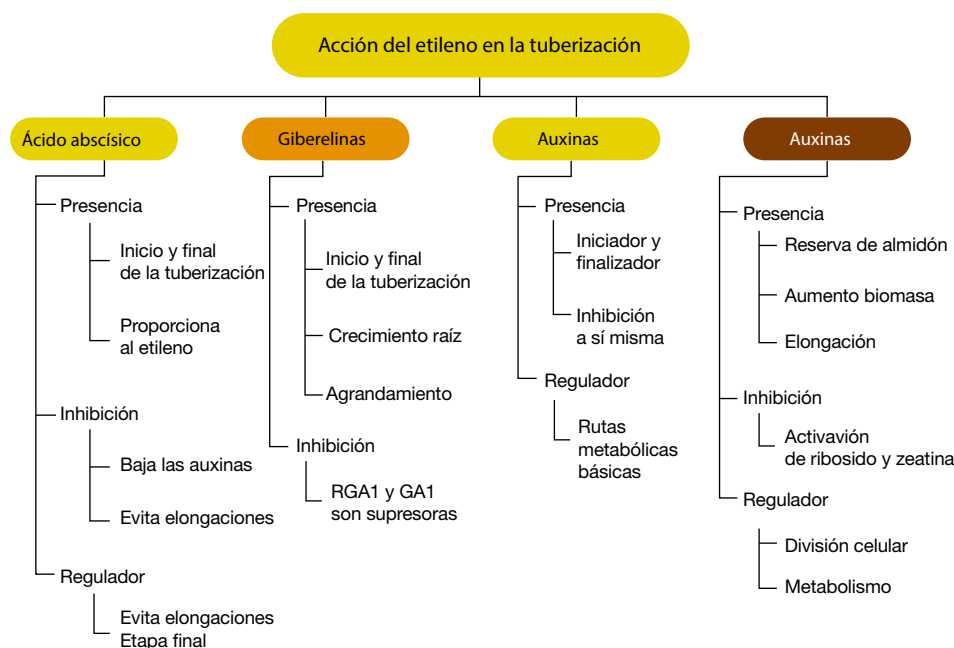 Acción del etileno en la tuberización
Ácido abscísico
Presencia
Inicio y final
de la tuberización
Proporciona
al etileno
Inhibición
Baja las auxinas
Evita elongaciones
Regulador
Evita elongaciones
Etapa final
Giberelinas
Presencia
Inicio y final
de la tuberización
Crecimiento raíz
Agrandamiento
Inhibición
RGA1 y GA1
son supresoras
Auxinas
Presencia
Iniciador y
finalizador
Inhibición
a sí misma
Regulador
Rutas
metabólicas
básicas
Auxinas
Presencia
Reserva de almidón
Aumento biomasa
Elongación
Inhibición
Activavión
de ribosido y zeatina
Regulador
División celular
Metabolismo